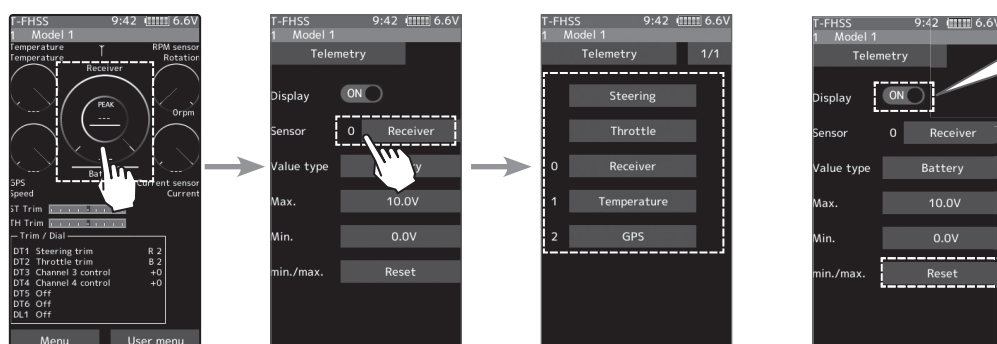 T-FHSS 9:42 6.6V
1 Model 1
Temperature RPM sensor
Temperature Rotation
Receiver
PEAK
---
--- 0rpm
Bat
GPS Current sensor
Speed Current
ST Trim 5
TH Trim 5
Trim / Dial
DT1 Steering trim R 2
DT2 Throttle trim B 2
DT3 Channel 3 control +0
DT4 Channel 4 control +0
DT5 Off
DT6 Off
DL1 Off
Menu User menu
T-FHSS 9:42 6.6V
1 Model 1
Telemetry
Display ON
Sensor 0 Receiver
Value type y
Max. 10.0V
Min. 0.0V
min./max. Reset
T-FHSS 9:42 6.6V
1 Model 1
Telemetry 1/1
Steering
Throttle
0 Receiver
1 Temperature
2 GPS
T-FHSS 9:42 6.6V
1 Model 1
Telemetry
Display ON
Sensor 0 Receiver
Value type Battery
Max. 10.0V
Min. 0.0V
min./max. Reset